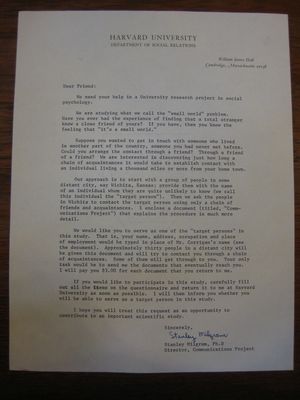 HARVARD UNIVERSITY
DEPARTMENT OF SOCIAL RELATIONS
William James Hall
Cambridge, Massachusetts 02138
Dear Friend:
We need your help in a University research project in social
psychology.
We are studying what we call the "small world" problem.
Have you ever had the experience of finding that a total stranger
knew a close friend of yours? If you have, then you know the
feeling that "it's a small world."
Suppose you wanted to get in touch with someone who lived
in another part of the country, someone you had never met before.
Could you arrange the contact through a friend? Through a friend
of a friend? We are interested in discovering just how long a
chain of acquaintances it would take to establish contact with
an individual living a thousand miles or more from your home town.
Our approach is to start with a group of people in some
distant city, say Wichita, Kansas; provide them with the name
of an individual whom they are quite unlikely to know (we call
this individual the "target person"). Then we ask the people
in Wichita to contact the target person using only a chain of
friends and acquaintances. I enclose a document (titled, "Commu-
nications Project") that explains the procedure in much more
detail.
We would like you to serve as one of the "target persons" in
this study. That is, your name, address, occupation and place
of employment would be typed in place of Mr. Corrigan's name (see
the document). Approximately thirty people in a distant city will
be given this document and will try to contact you through a chain
of acquaintances. Some of them will get through to you. Your only
task would be to send me the documents that eventually reach you.
I will pay you $3.00 for each document that you return to me.
If you would like to participate in this study, carefully fill
out all the items on the questionnaire and return it to me at Harvard
University as soon as possible. I will then inform you whether you
will be able to serve as a target person in this study.
I hope you will treat this request as an opportunity to
contribute to an important scientific study.
Sincerely,
Stanley Milgram
Stanley Milgram, Ph.D
Director, Communications Project